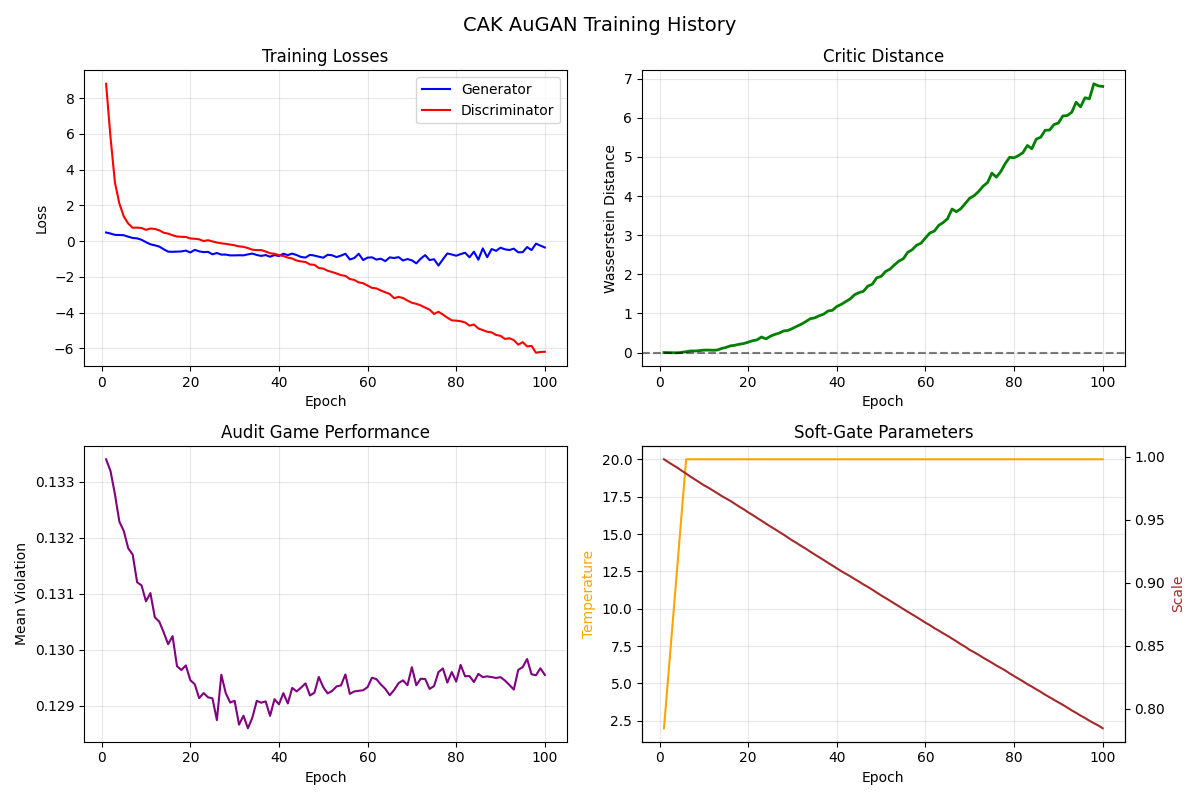 CAK AuGAN Training History
Training Losses
Generator
Discriminator
8
6
4
2
0
−2
−4
−6
Loss
0 20 40 60 80 100
Epoch
Critic Distance
7
6
5
4
3
2
1
0
Wasserstein Distance
0 20 40 60 80 100
Epoch
Audit Game Performance
0.133
0.132
0.131
0.130
0.129
Mean Violation
0 20 40 60 80 100
Epoch
Soft-Gate Parameters
20.0
17.5
15.0
12.5
10.0
7.5
5.0
2.5
Temperature
1.00
0.95
0.90
0.85
0.80
Scale
0 20 40 60 80 100
Epoch